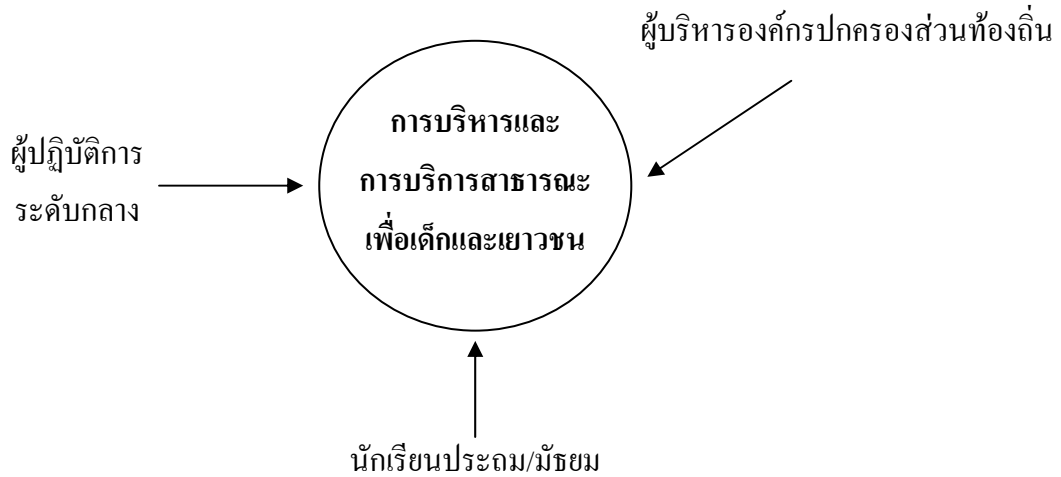 ผู้บริหารองค์กรปกครองส่วนท้องถิ่น
การบริหารและ
การบริการสาธารณะ
เพื่อเด็กและเยาวชน
ผู้ปฏิบัติการ
ระดับกลาง
นักเรียนประถม/มัธยม